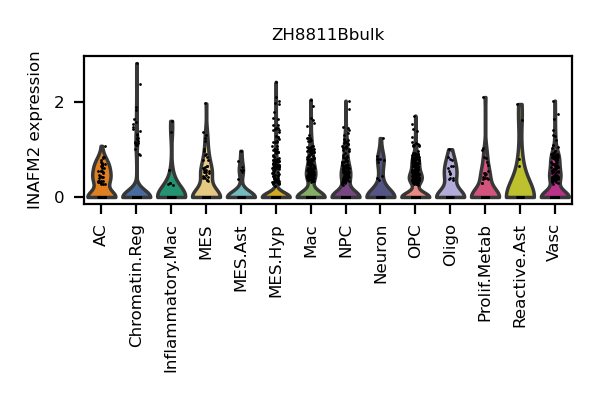 ZH8811Bbulk
INAFM2 expression
2
0
AC
Chromatin.Reg
Inflammatory.Mac
MES
MES.Ast
MES.Hyp
Mac
NPC
Neuron
OPC
Oligo
Prolif.Metab
Reactive.Ast
Vasc